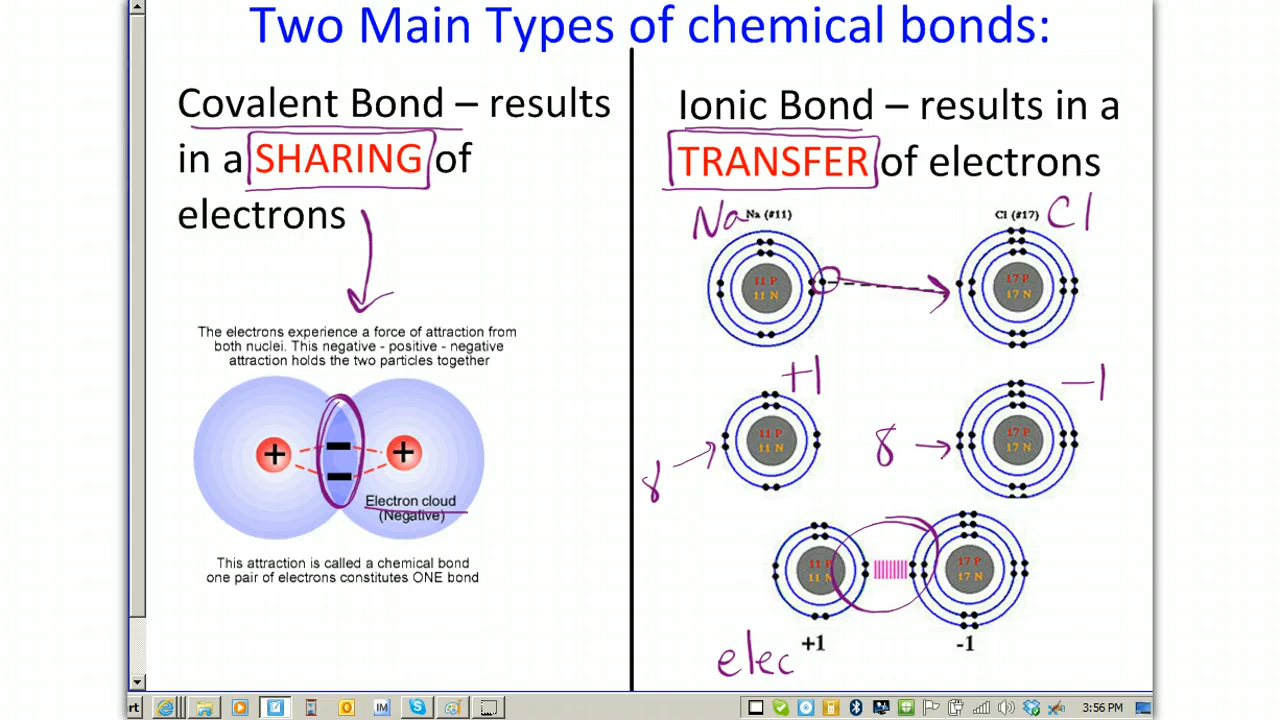 Two Main Types of chemical bonds:
Covalent Bond – results
in a SHARING of
electrons
The electrons experience a force of attraction from
both nuclei. This negative - positive - negative
attraction holds the two particles together
+
+
Electron cloud
(Negative)
This attraction is called a chemical bond
one pair of electrons constitutes ONE bond
Ionic Bond – results in a
TRANSFER of electrons
Na Na (#11)
Cl (#17) Cl
11 P
11 N
17 P
17 N
+1
-1
11 P
11 N
8
8
17 P
17 N
11 P
11 N
17 P
17 N
+1
-1
elec
rt
IM
3:56 PM